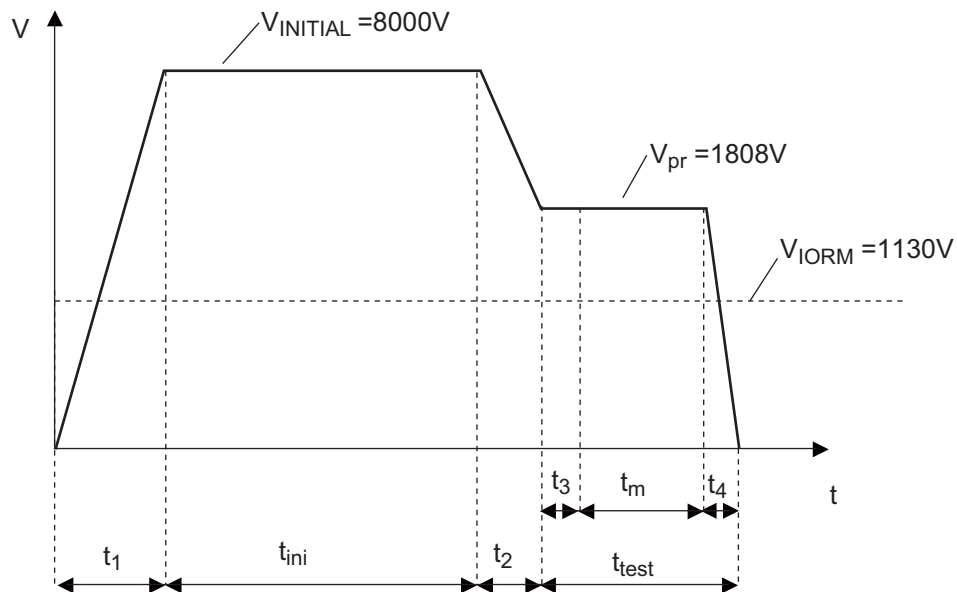 V
V_INITIAL =8000V
V_pr =1808V
V_IORM =1130V
t
t_3
t_m
t_4
t_1
t_ini
t_2
t_test